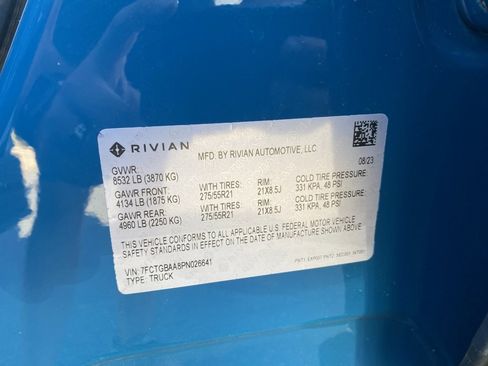 RIVIAN
MFD. BY RIVIAN AUTOMOTIVE, LLC
08/23
GVWR:
8532 LB (3870 KG)
GAWR FRONT: WITH TIRES: RIM: COLD TIRE PRESSURE:
4134 LB (1875 KG) 275/55R21 21X8.5J 331 KPA, 48 PSI
GAWR REAR WITH TIRES: RIM: COLD TIRE PRESSURE:
4960 LB (2250 KG) 275/55R21 21X8.5J 331 KPA, 48 PSI
THIS VEHICLE CONFORMS TO ALL APPLICABLE U.S. FEDERAL MOTOR VEHICLE
SAFETY STANDARDS IN EFFECT ON THE DATE OF MANUFACTURE SHOWN ABOVE.
VIN: 7FCTGBAA8PN026641
TYPE: TRUCK